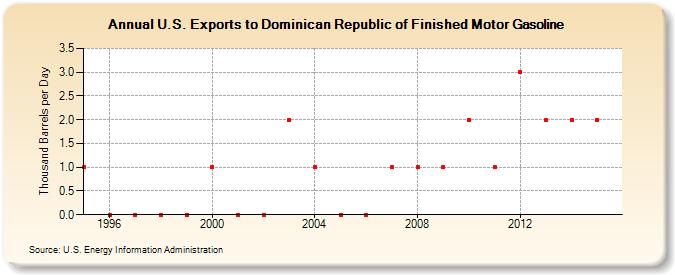 Annual U.S. Exports to Dominican Republic of Finished Motor Gasoline
Thousand Barrels per Day
3.5
3.0
2.5
2.0
1.5
1.0
0.5
0.0
1996 2000 2004 2008 2012
Source: U.S. Energy Information Administration